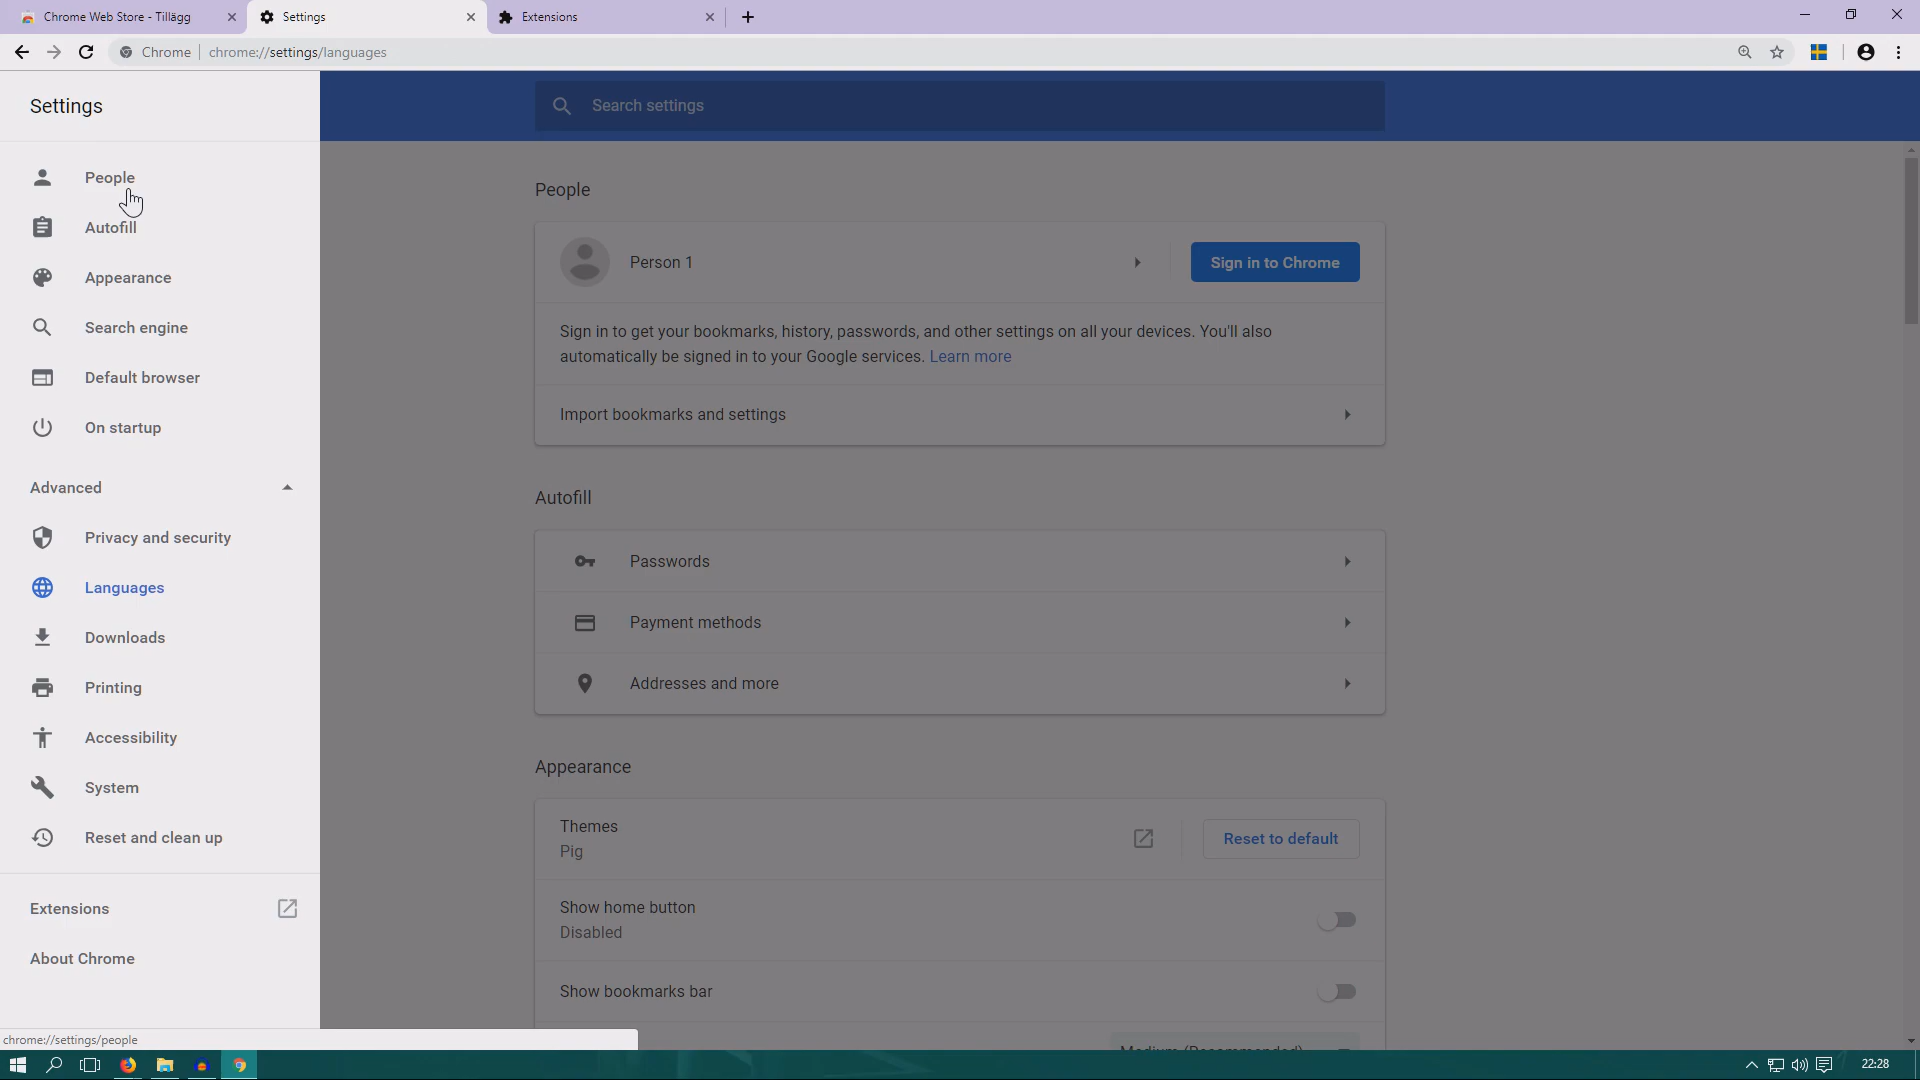 Chrome Web Store - Tillägg
Settings
Extensions
Chrome
chrome://settings/languages
Settings
Search settings
People
Autofill
Appearance
Search engine
Default browser
On startup
Advanced
Privacy and security
Languages
Downloads
Printing
Accessibility
System
Reset and clean up
Extensions
About Chrome
People
Person 1
Sign in to Chrome
Sign in to get your bookmarks, history, passwords, and other settings on all your devices. You'll also
automatically be signed in to your Google services. Learn more
Import bookmarks and settings
Autofill
Passwords
Payment methods
Addresses and more
Appearance
Themes
Pig
Reset to default
Show home button
Disabled
Show bookmarks bar
Medium (Recommended)
chrome://settings/people
22:28